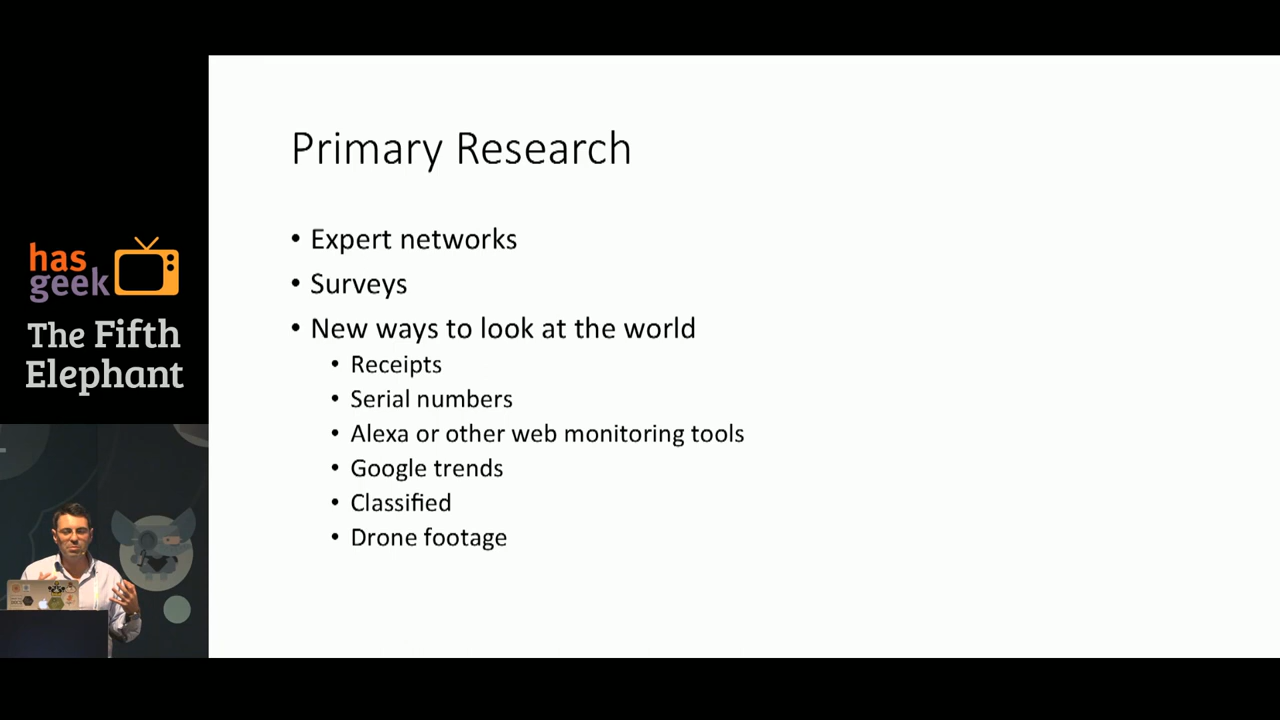 Primary Research
• Expert networks
• Surveys
• New ways to look at the world
• Receipts
• Serial numbers
• Alexa or other web monitoring tools
• Google trends
• Classified
• Drone footage
has
geek
The Fifth
Elephant